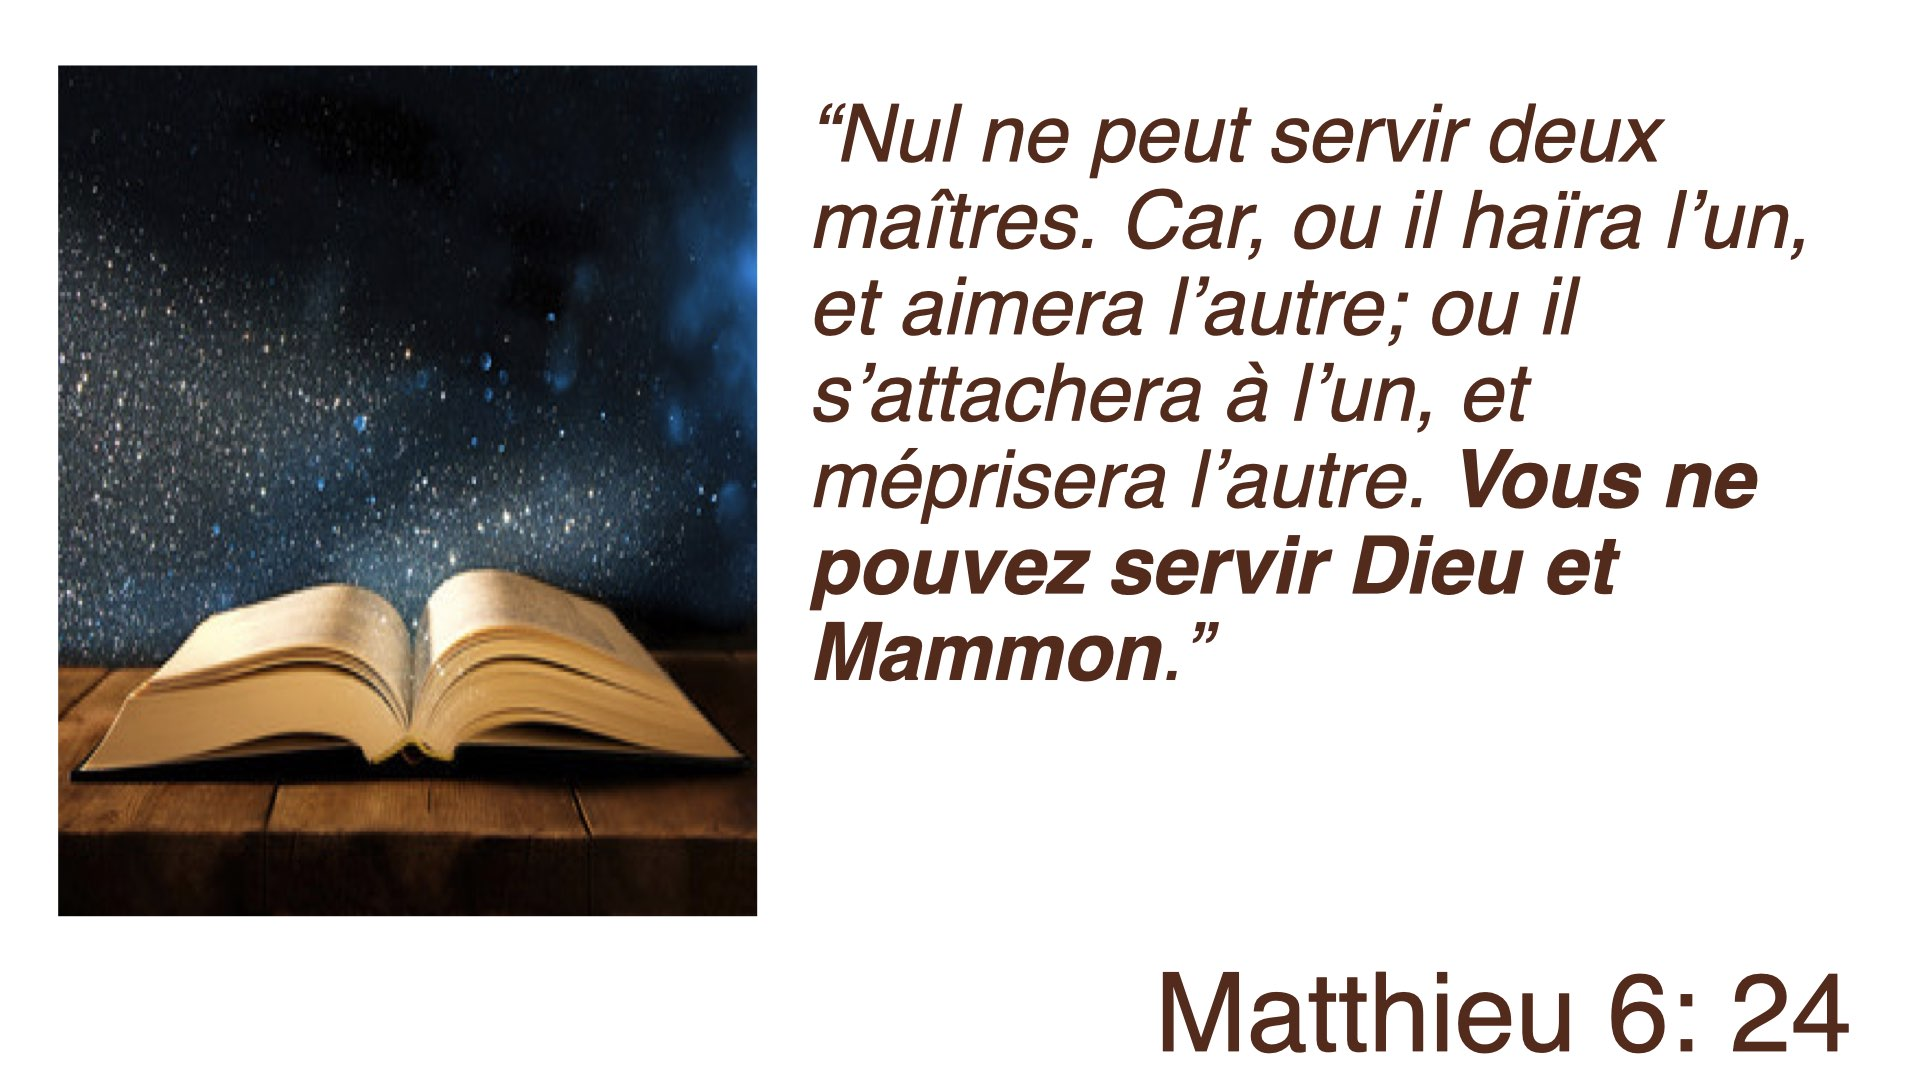 “Nul ne peut servir deux
maîtres. Car, ou il haïra l’un,
et aimera l’autre; ou il
s’attachera à l’un, et
méprisera l’autre. Vous ne
pouvez servir Dieu et
Mammon.”
Matthieu 6: 24